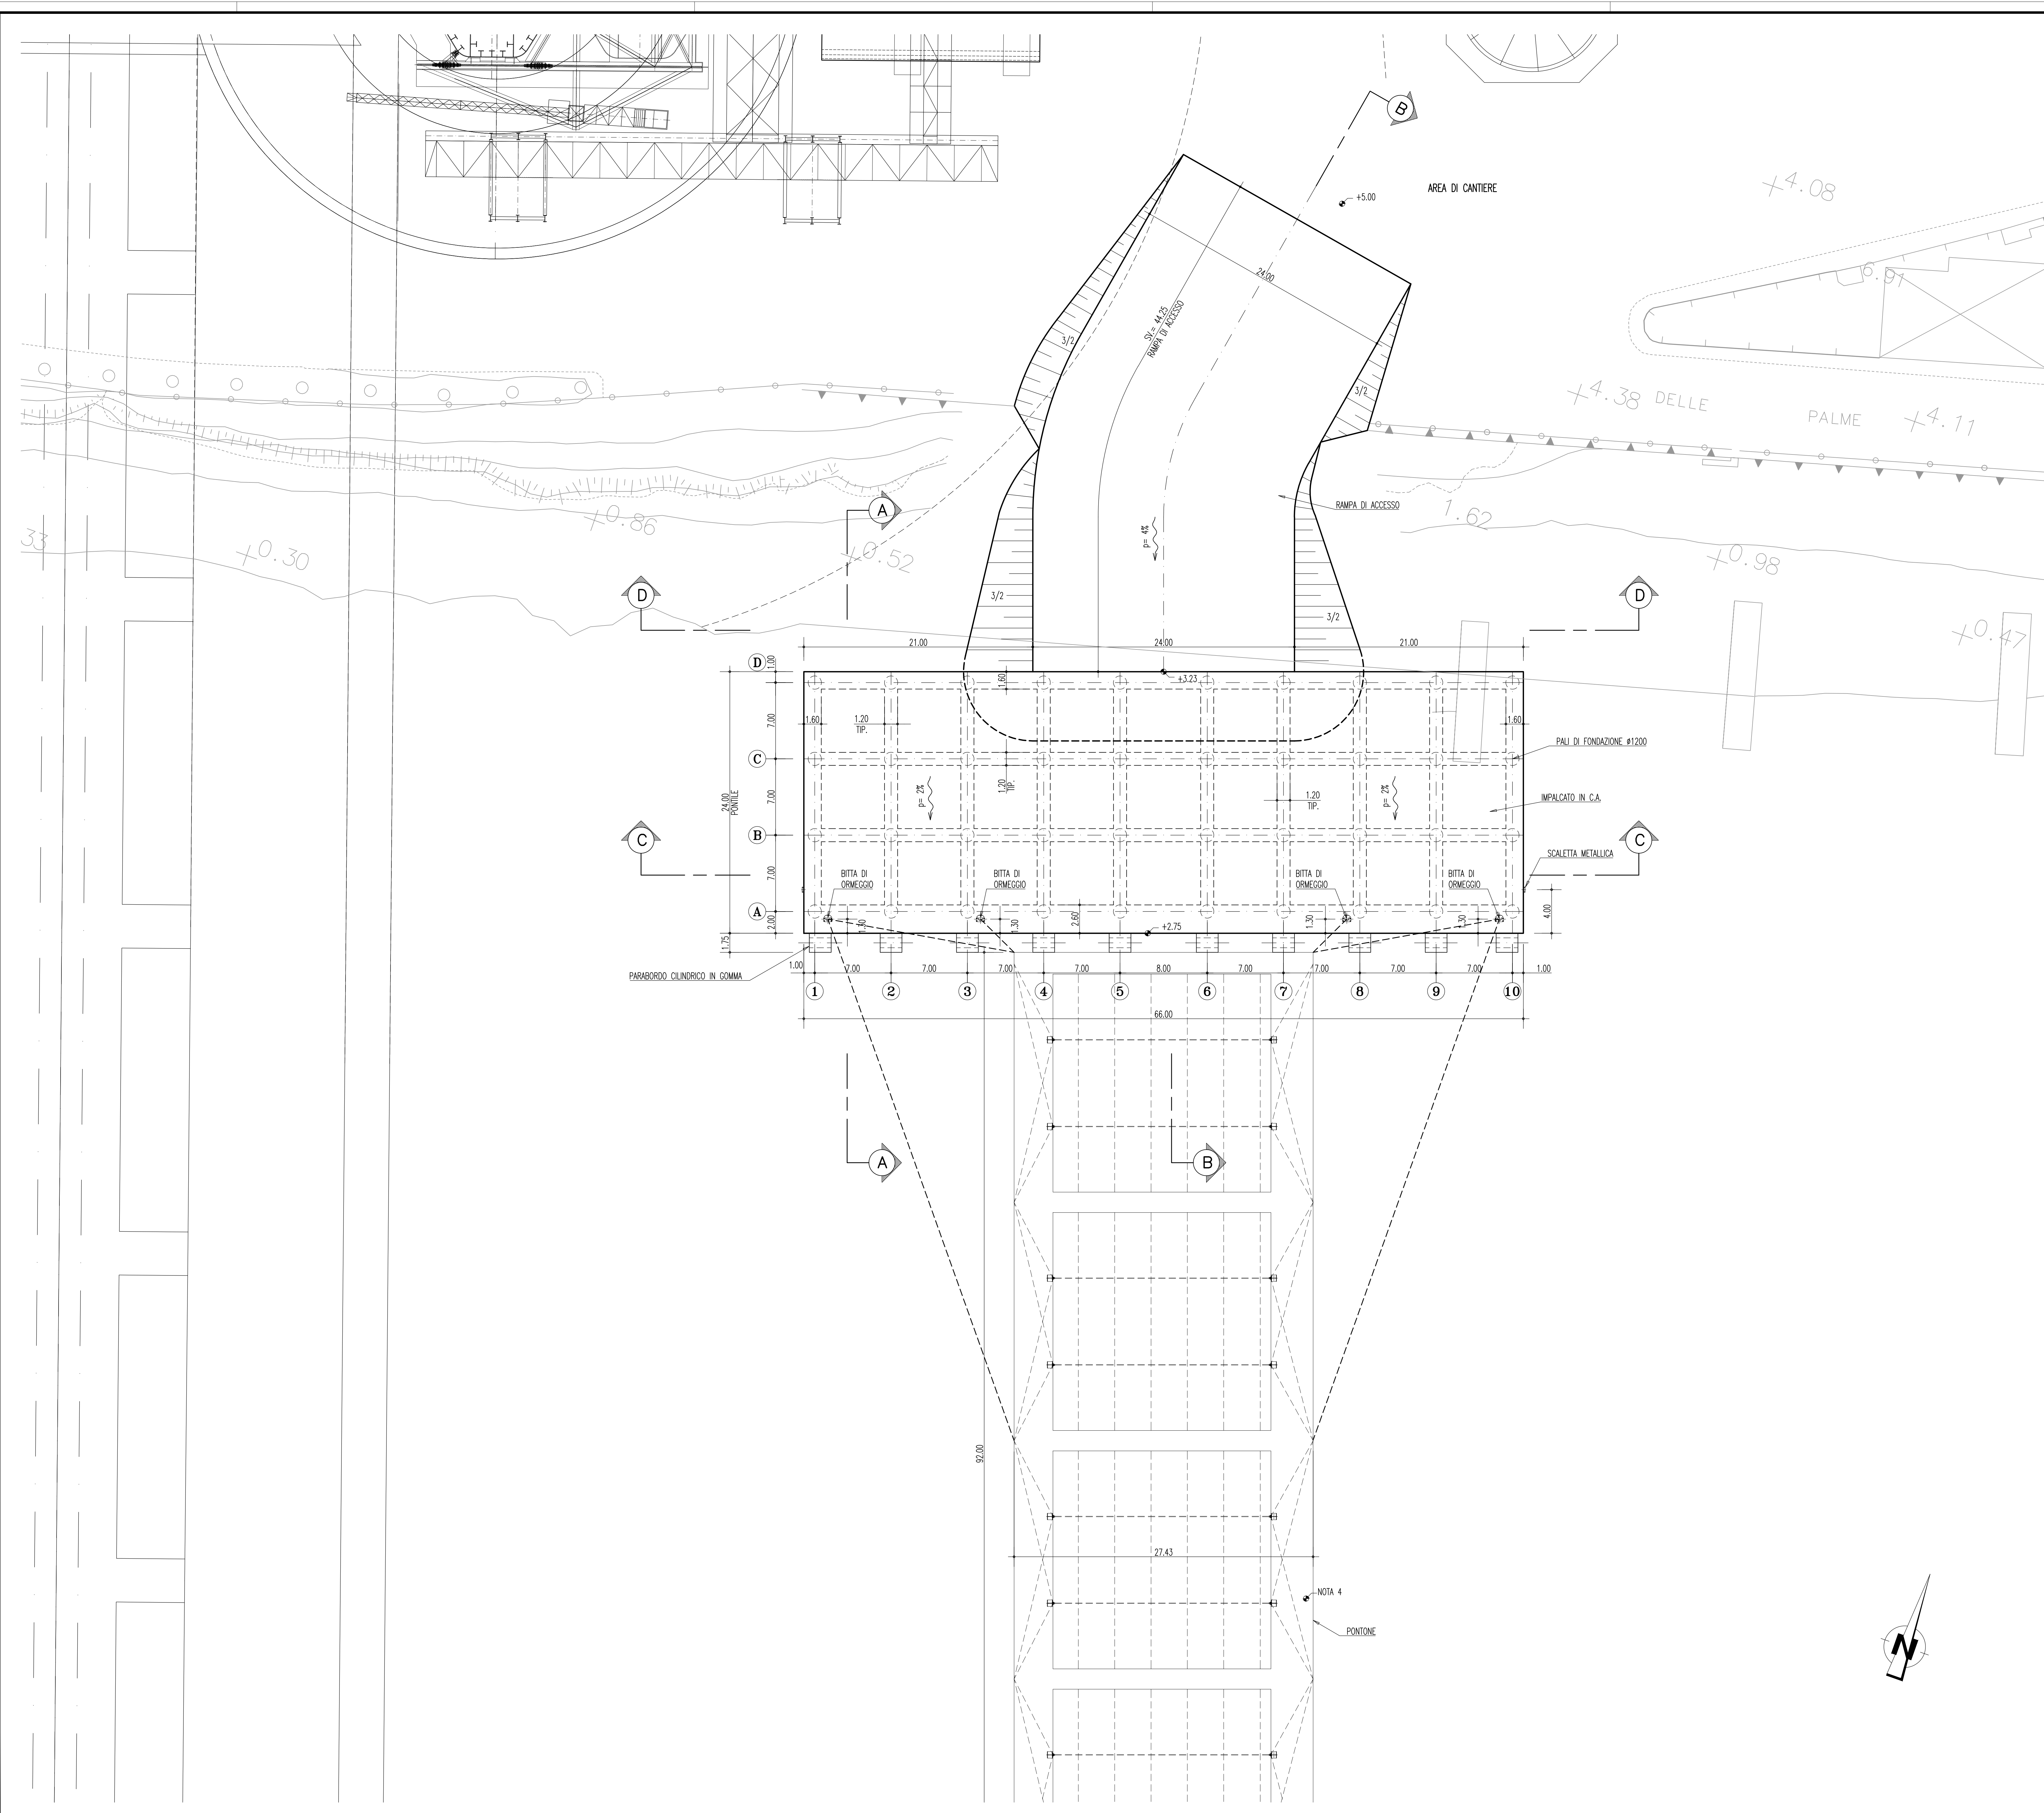 B
AREA DI CANTIERE
+5.00
+4.08
6.91
24.00
SV.= 44.25
RAMPA DI ACCESSO
3/2
3/2
+4.38 DELLE
PALME +4.11
RAMPA DI ACCESSO
A
+0.86
1.62
33
+0.30
+0.52
p= 4%
+0.98
D
D
3/2
3/2
+0.47
21.00
24.00
21.00
D
1.00
1.60
+3.23
7.00
1.60
1.20
TIP.
1.60
C
PALI DI FONDAZIONE ø1200
24.00
PONTILE
7.00
p= 2%
1.20
TIP.
1.20
TIP.
p= 2%
IMPALCATO IN C.A.
B
C
C
SCALETTA METALLICA
7.00
BITTA DI
ORMEGGIO
BITTA DI
ORMEGGIO
BITTA DI
ORMEGGIO
BITTA DI
ORMEGGIO
A
2.00
1.30
1.30
2.60
1.30
1.30
4.00
+2.75
1.75
PARABORDO CILINDRICO IN GOMMA
1.00
7.00
7.00
7.00
7.00
8.00
7.00
7.00
7.00
7.00
1.00
1
2
3
4
5
6
7
8
9
10
66.00
A
B
92.00
27.43
NOTA 4
PONTONE
N